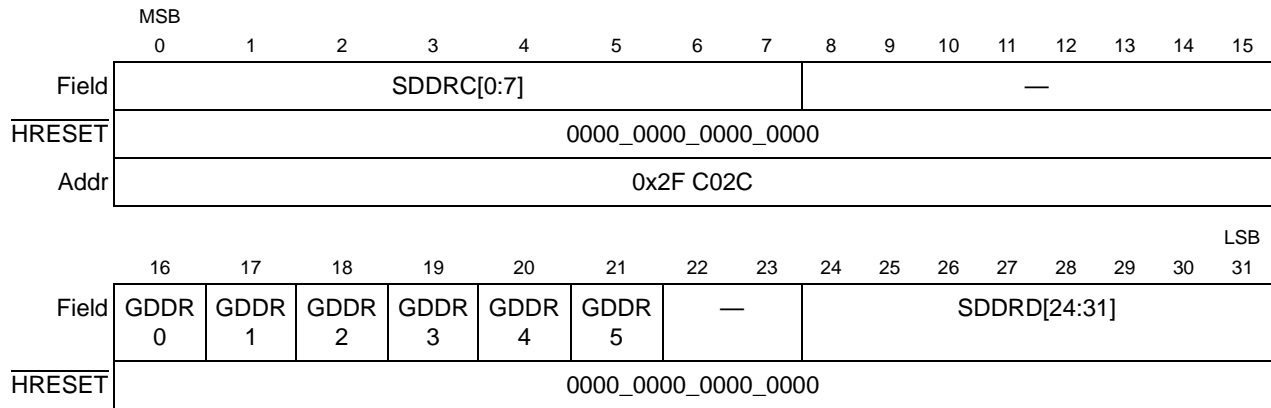 MSB
0 1 2 3 4 5 6 7 8 9 10 11 12 13 14 15
Field SDDRC[0:7] —
HRESET 0000_0000_0000_0000
Addr 0x2F C02C
LSB
16 17 18 19 20 21 22 23 24 25 26 27 28 29 30 31
Field GDDR GDDR GDDR GDDR GDDR GDDR — SDDRD[24:31]
0 1 2 3 4 5
HRESET 0000_0000_0000_0000